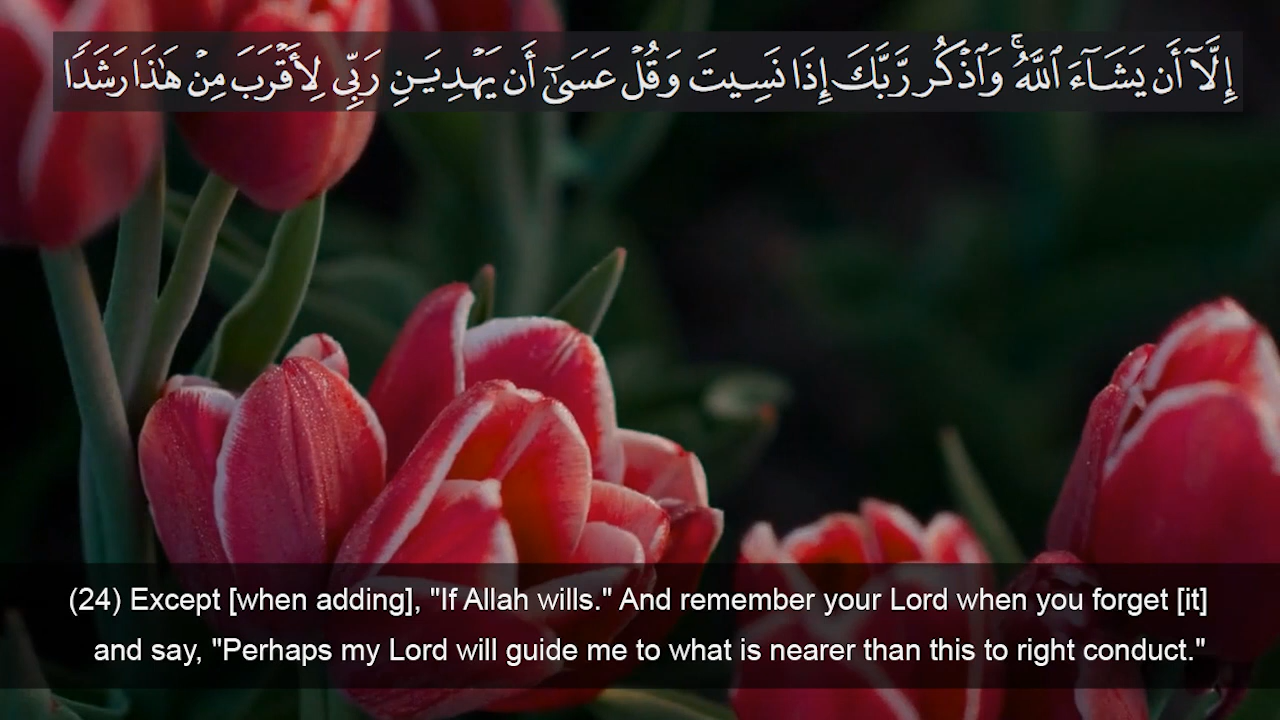 إِلَّآ أَن يَشَآءَ ٱللَّهُ ۚ وَٱذْكُر رَّبَّكَ إِذَا نَسِيتَ وَقُلْ عَسَىٰٓ أَن يَهْدِيَنِ رَبِّى لِأَقْرَبَ مِنْ هَـٰذَا رَشَدًا
(24) Except [when adding], "If Allah wills." And remember your Lord when you forget [it]
and say, "Perhaps my Lord will guide me to what is nearer than this to right conduct."